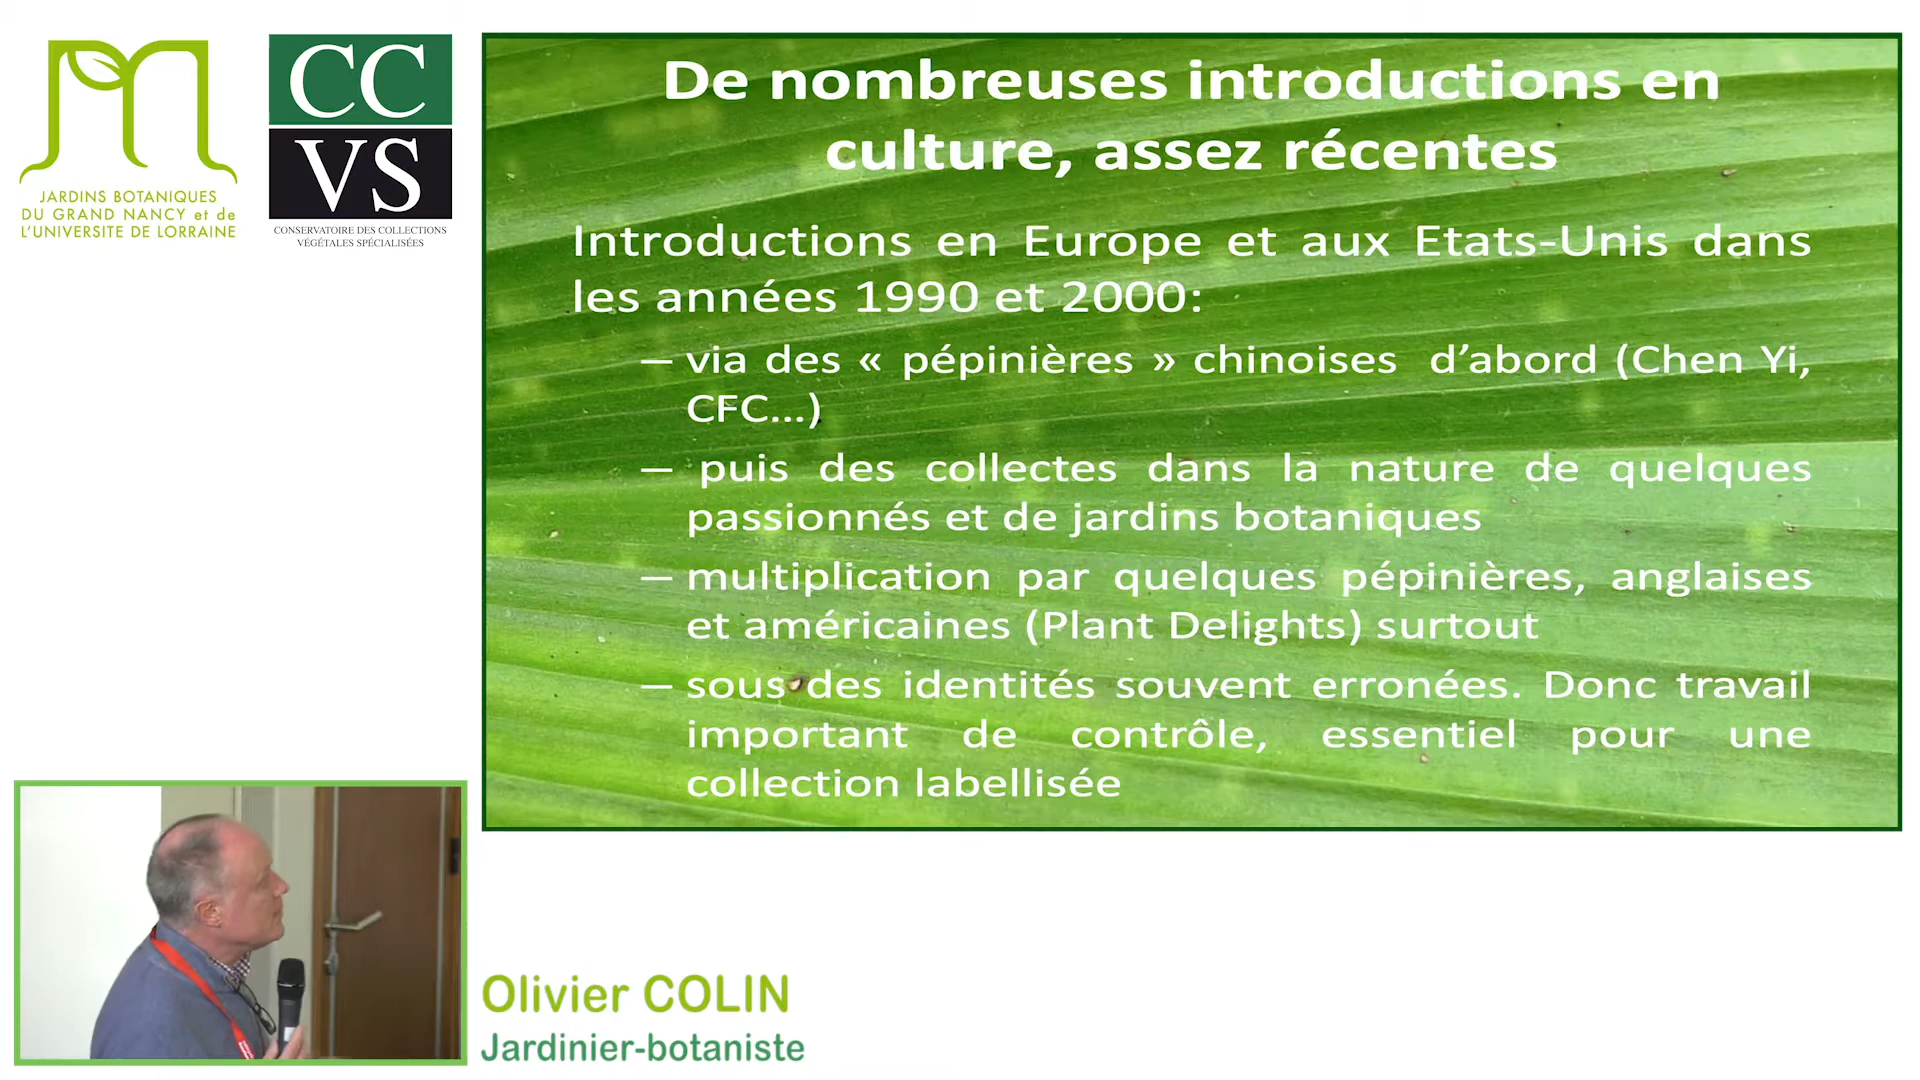 JARDINS BOTANIQUES
DU GRAND NANCY et de
L'UNIVERSITE DE LORRAINE
CC
VS
CONSERVATOIRE DES COLLECTIONS
VÉGÉTALES SPÉCIALISÉES
De nombreuses introductions en
culture, assez récentes
Introductions en Europe et aux Etats-Unis dans
les années 1990 et 2000:
– via des « pépinières » chinoises d’abord (Chen Yi,
CFC...)
– puis des collectes dans la nature de quelques
passionnés et de jardins botaniques
– multiplication par quelques pépinières, anglaises
et américaines (Plant Delights) surtout
– sous des identités souvent erronées. Donc travail
important de contrôle, essentiel pour une
collection labellisée
Olivier COLIN
Jardinier-botaniste